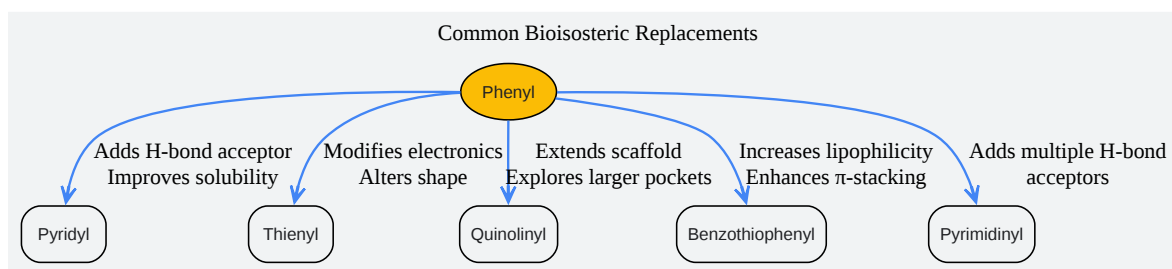 Common Bioisosteric Replacements
Phenyl
Adds H-bond acceptor
Improves solubility
Modifies electronics
Alters shape
Extends scaffold
Explores larger pockets
Increases lipophilicity
Enhances π-stacking
Adds multiple H-bond
acceptors
Pyridyl
Thienyl
Quinolinyl
Benzothiophenyl
Pyrimidinyl